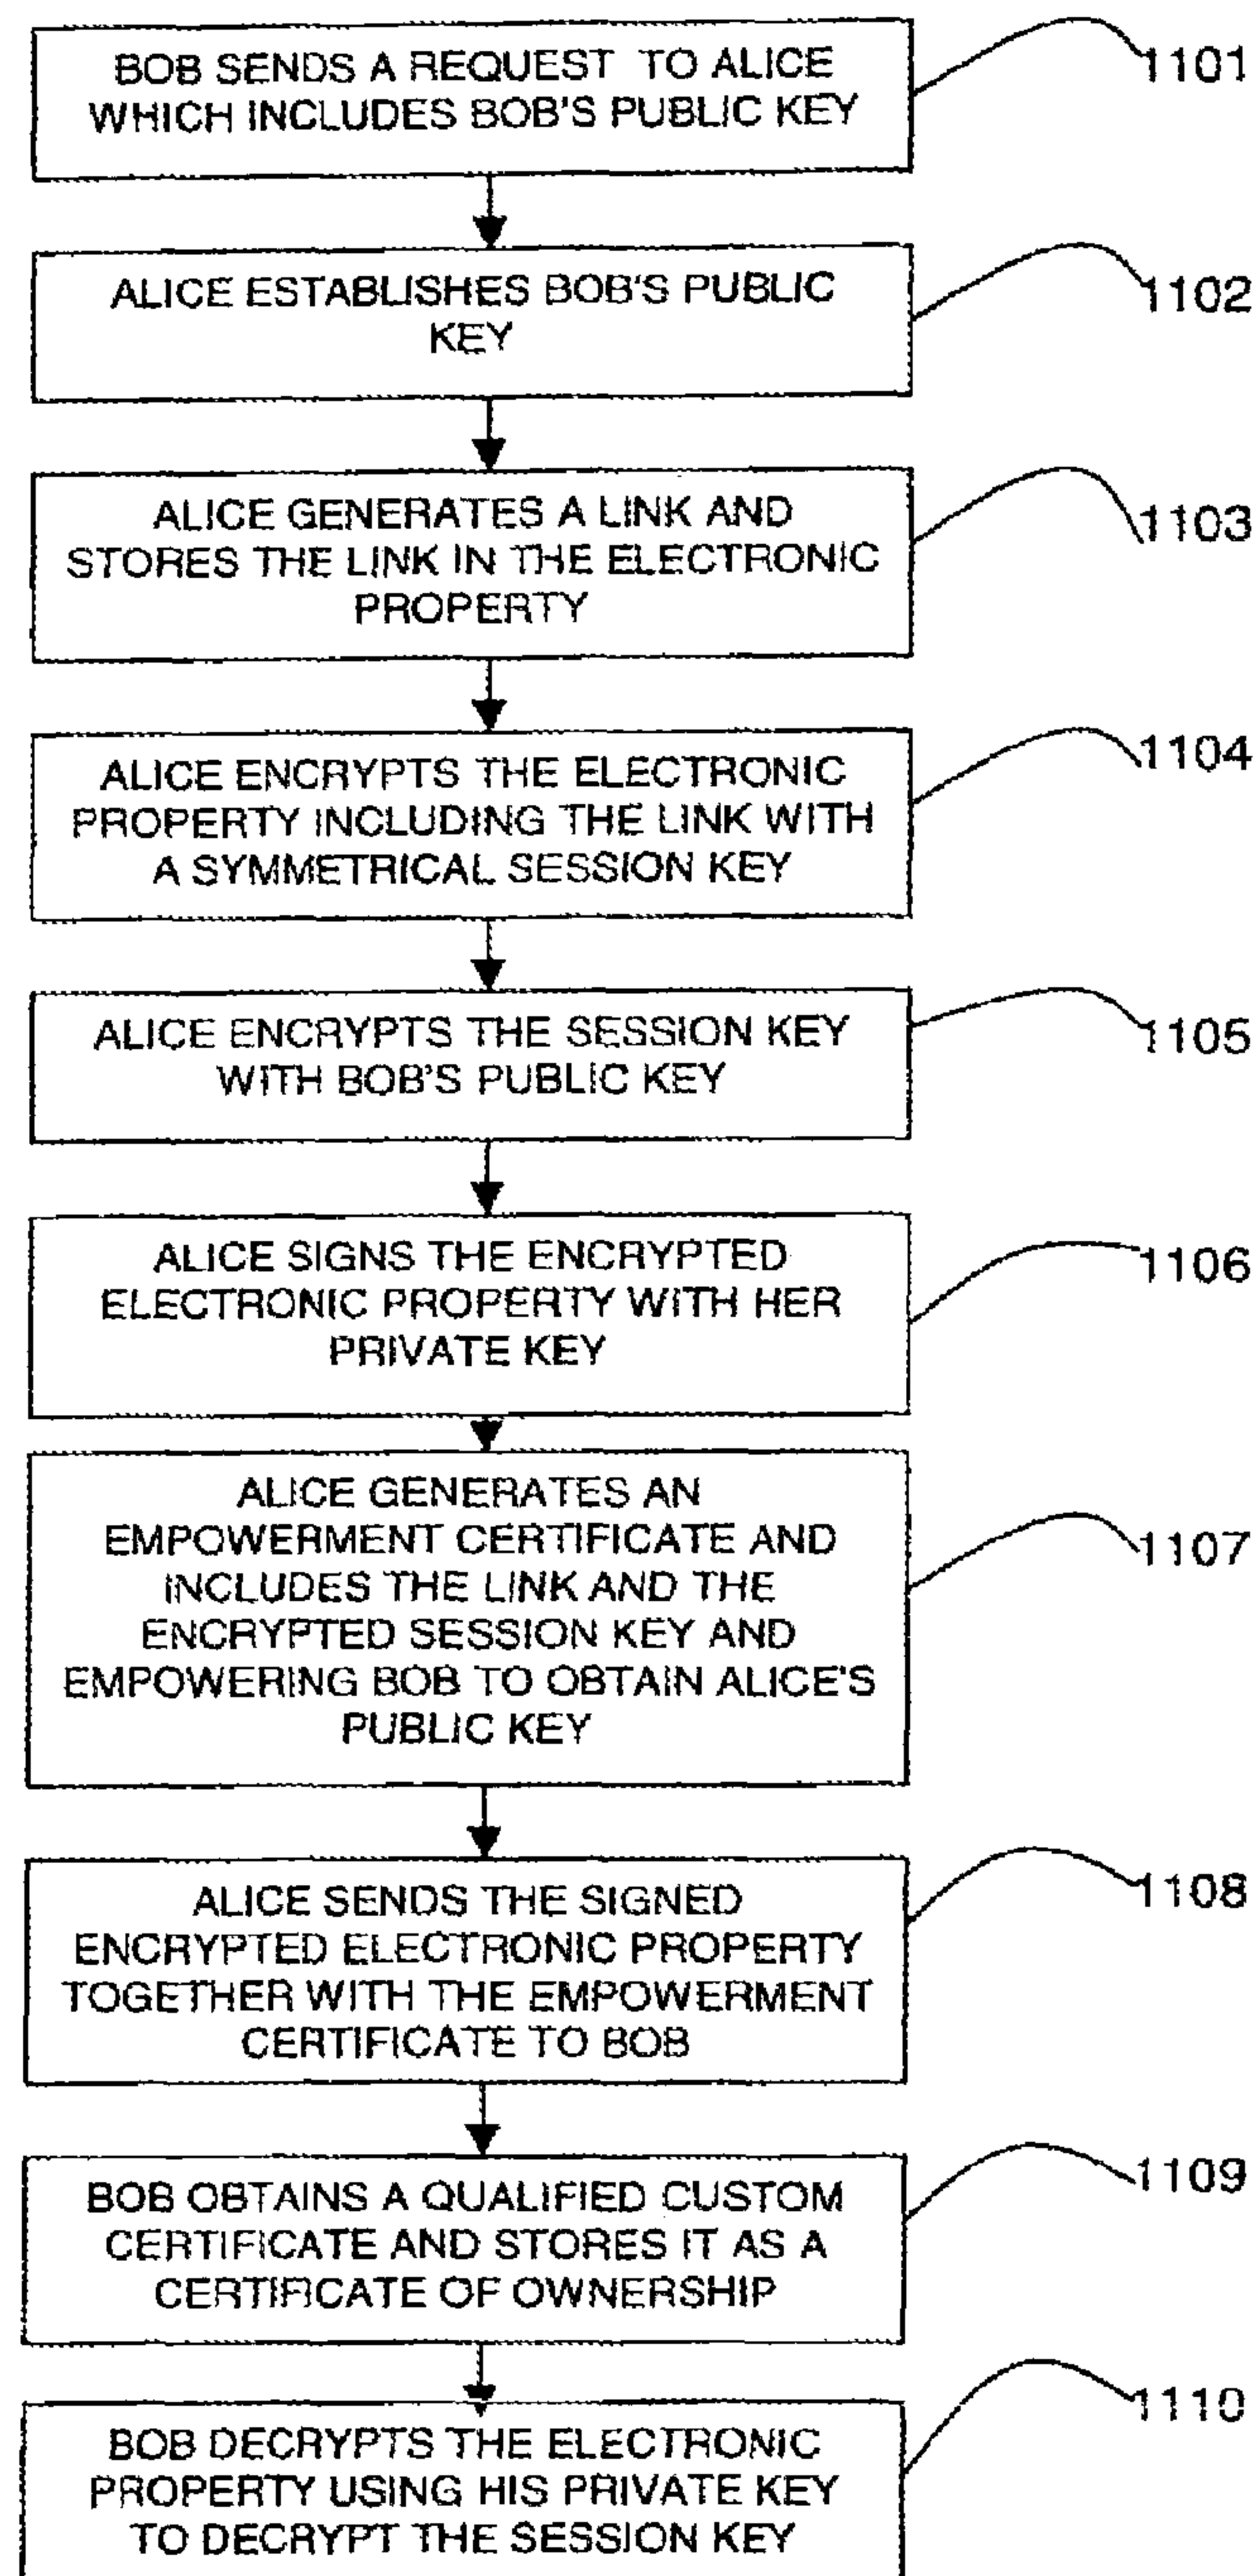 BOB SENDS A REQUEST TO ALICE
WHICH INCLUDES BOB'S PUBLIC KEY
1101
ALICE ESTABLISHES BOB'S PUBLIC
KEY
1102
ALICE GENERATES A LINK AND
STORES THE LINK IN THE ELECTRONIC
PROPERTY
1103
ALICE ENCRYPTS THE ELECTRONIC
PROPERTY INCLUDING THE LINK WITH
A SYMMETRICAL SESSION KEY
1104
ALICE ENCRYPTS THE SESSION KEY
WITH BOB'S PUBLIC KEY
1105
ALICE SIGNS THE ENCRYPTED
ELECTRONIC PROPERTY WITH HER
PRIVATE KEY
1106
ALICE GENERATES AN
EMPOWERMENT CERTIFICATE AND
INCLUDES THE LINK AND THE
ENCRYPTED SESSION KEY AND
EMPOWERING BOB TO OBTAIN ALICE'S
PUBLIC KEY
1107
ALICE SENDS THE SIGNED
ENCRYPTED ELECTRONIC PROPERTY
TOGETHER WITH THE EMPOWERMENT
CERTIFICATE TO BOB
1108
BOB OBTAINS A QUALIFIED CUSTOM
CERTIFICATE AND STORES IT AS A
CERTIFICATE OF OWNERSHIP
1109
BOB DECRYPTS THE ELECTRONIC
PROPERTY USING HIS PRIVATE KEY
TO DECRYPT THE SESSION KEY
1110